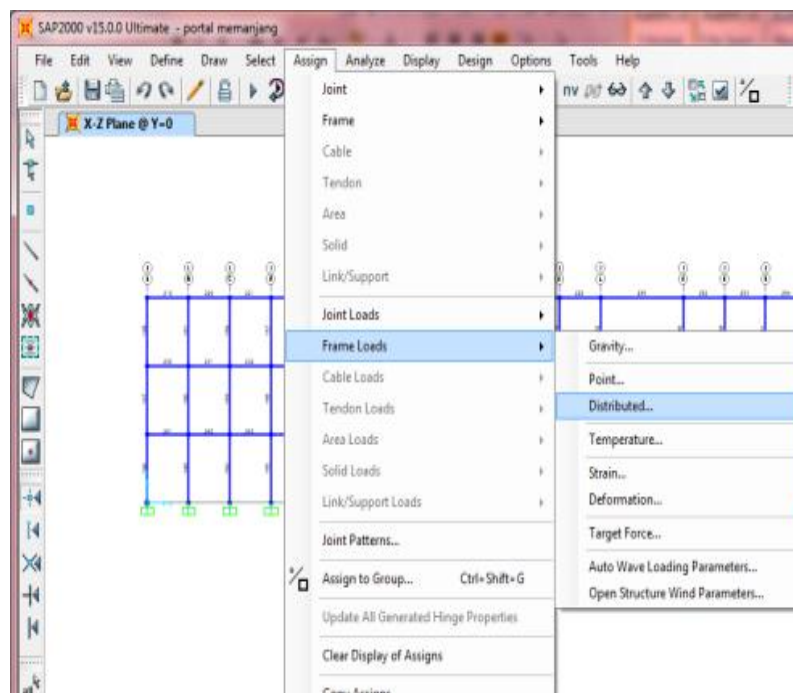 SAP2000 v15.0.0 Ultimate - portal memanjang
File Edit View Define Draw Select Assign Analyze Display Design Options Tools Help
nv
X-Z Plane @ Y=0
Joint
Frame
Cable
Tendon
Area
Solid
Link/Support
Joint Loads
Frame Loads
Cable Loads
Tendon Loads
Area Loads
Solid Loads
Link/Support Loads
Joint Patterns...
Assign to Group... Ctrl+Shift+G
Update All Generated Hinge Properties
Clear Display of Assigns
Copy Assigns
Gravity...
Point...
Distributed...
Temperature...
Strain...
Deformation...
Target Force...
Auto Wave Loading Parameters...
Open Structure Wind Parameters...